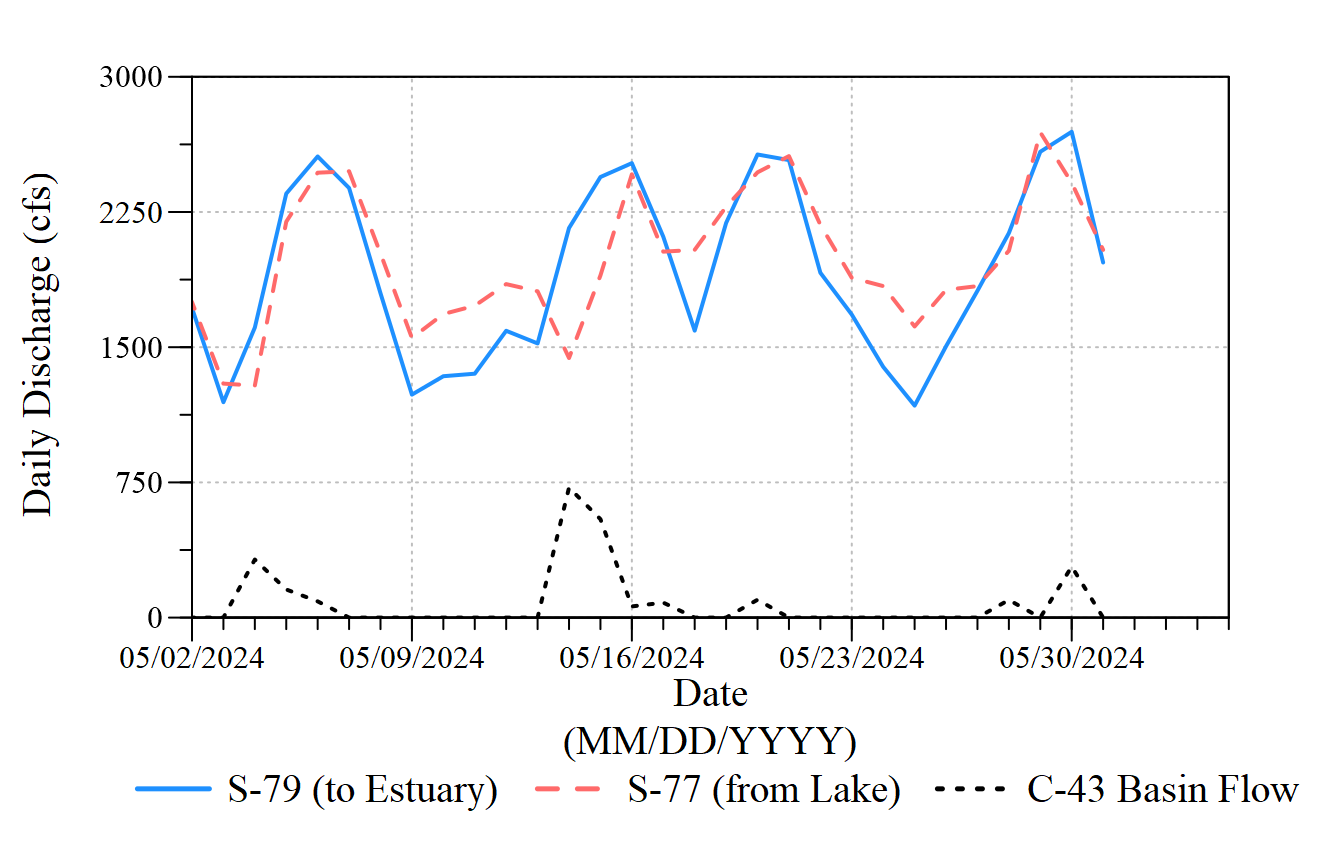 3000
2250
1500
750
0
Daily Discharge (cfs)
05/02/2024 05/09/2024 05/16/2024 05/23/2024 05/30/2024
Date
(MM/DD/YYYY)
S-79 (to Estuary) S-77 (from Lake) C-43 Basin Flow